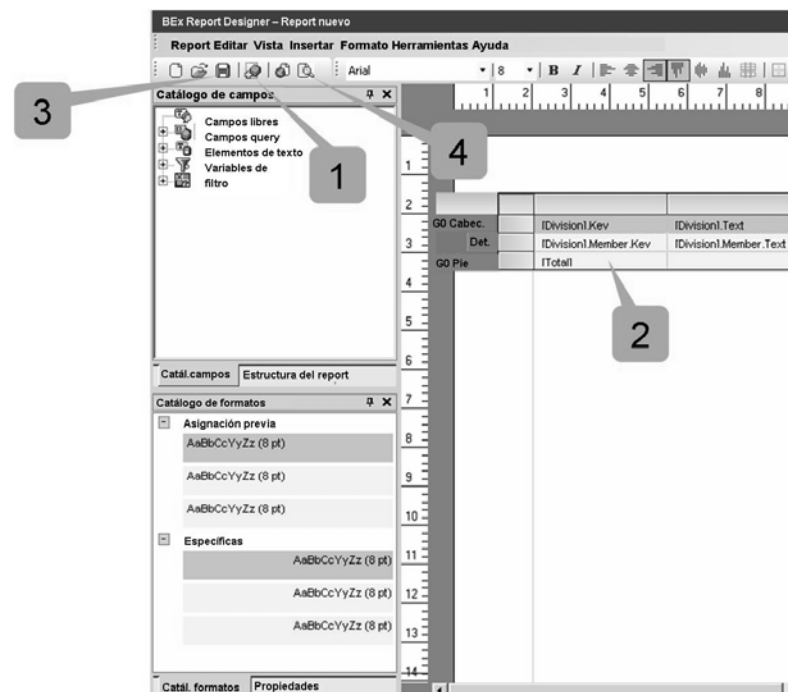 BEx Report Designer – Report nuevo
Report Editar Vista Insertar Formato Herramientas Ayuda
Arial 8 B I
3
Catálogo de campos
1 2 3 4 5 6 7 8
Campos libres
Campos query
Elementos de texto
Variables de
filtro
1
4
1
2
3
4
5
6
7
8
9
10
11
12
13
14
G0 Cabec. [Division].Key [Division].Text
Det. [Division].Member.Key [Division].Member.Text
G0 Pie [Total]
2
Catál.campos Estructura del report
Catálogo de formatos
Asignación previa
AaBbCcYyZz (8 pt)
AaBbCcYyZz (8 pt)
AaBbCcYyZz (8 pt)
Específicas
AaBbCcYyZz (8 pt)
AaBbCcYyZz (8 pt)
AaBbCcYyZz (8 pt)
Catál. formatos Propiedades